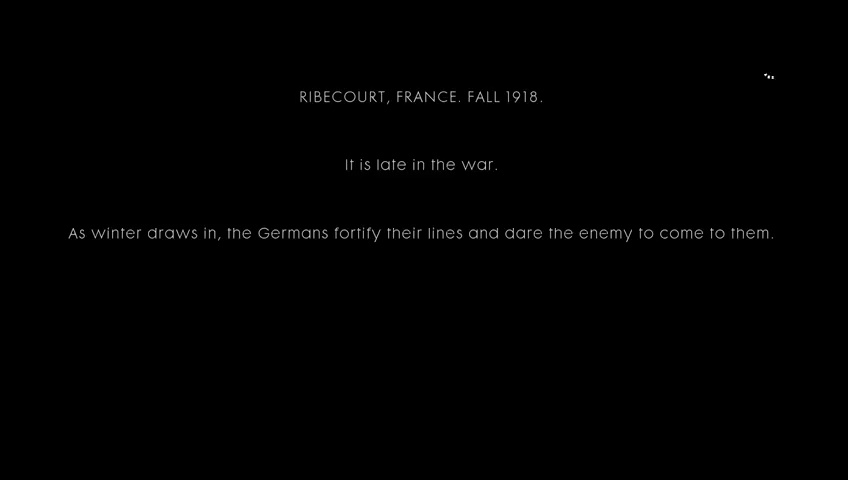 RIBECOURT, FRANCE. FALL 1918.
It is late in the war.
As winter draws in, the Germans fortify their lines and dare the enemy to come to them.